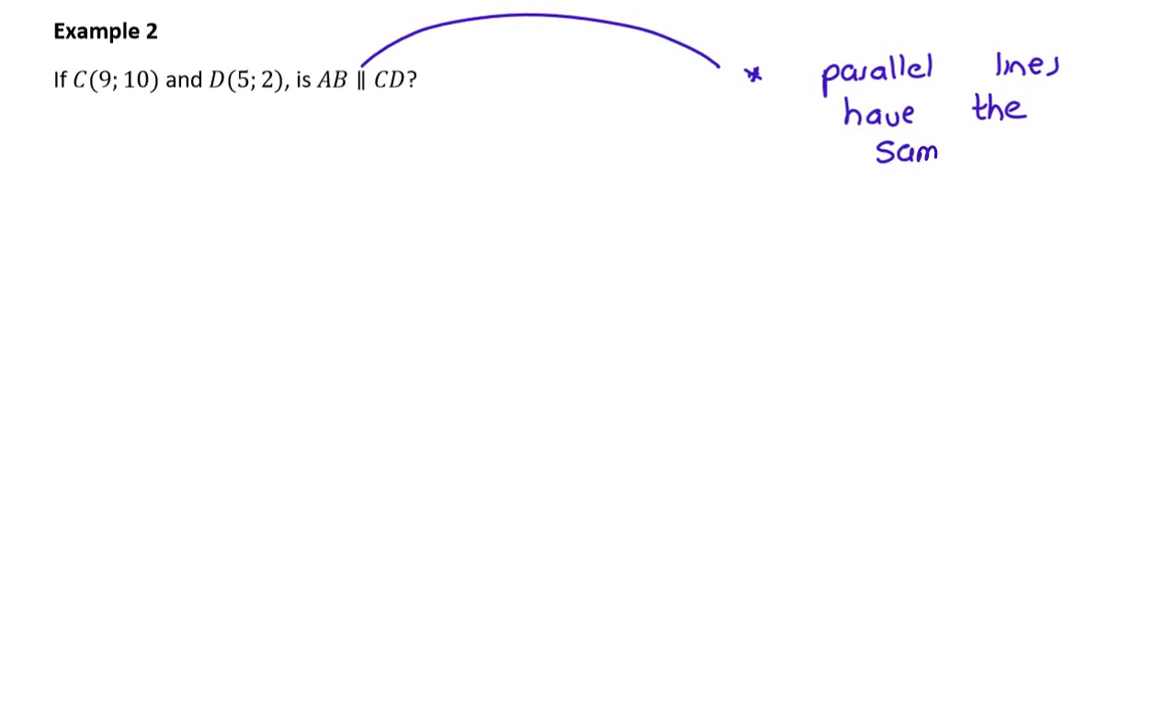 Example 2
If C(9; 10) and D(5; 2), is AB ∥ CD?
* parallel lines
have the
sam